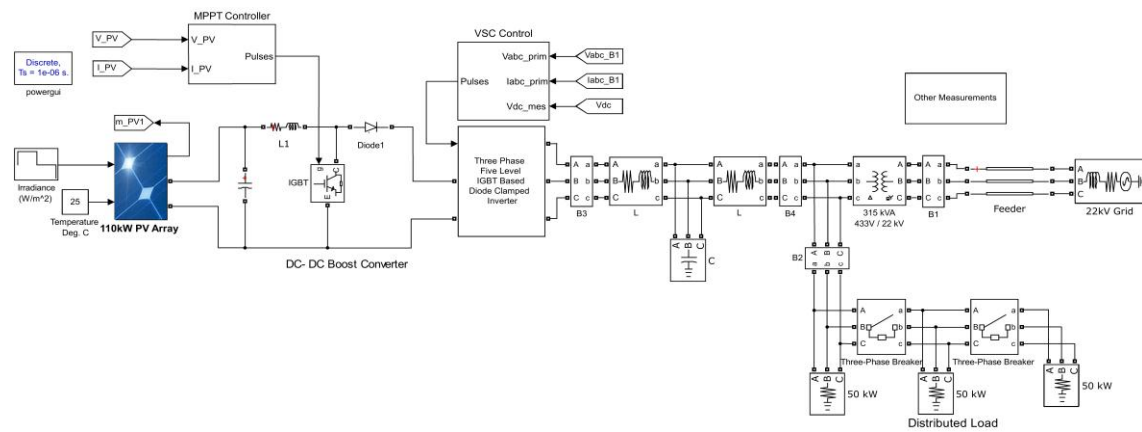 MPPT Controller
V_PV
V_PV
Pulses
I_PV
I_PV
Discrete,
Ts = 1e-06 s.
powergui
VSC Control
Vabc_prim
Vabc_B1
Pulses
Iabc_prim
Iabc_B1
Vdc_mes
Vdc
Other Measurements
m_PV1
L1
Diode1
g
C
IGBT
E
Irradiance
(W/m^2)
25
Temperature
Deg. C
110kW PV Array
DC- DC Boost Converter
Three Phase
Five Level
IGBT Based
Diode Clamped
Inverter
A a
B b
C c
B3
A a
B b
C c
L
A B C
C
A a
B b
C c
L
A a
B b
C c
B4
a A
b B
c C
315 kVA
433V / 22 kV
A a
B b
C c
B1
Feeder
A
B
C
22kV Grid
B2
A B C
a b c
A a
B b
C c
Three-Phase Breaker
A a
B b
C c
Three-Phase Breaker
A B C
50 kW
A B C
50 kW
A B C
50 kW
Distributed Load